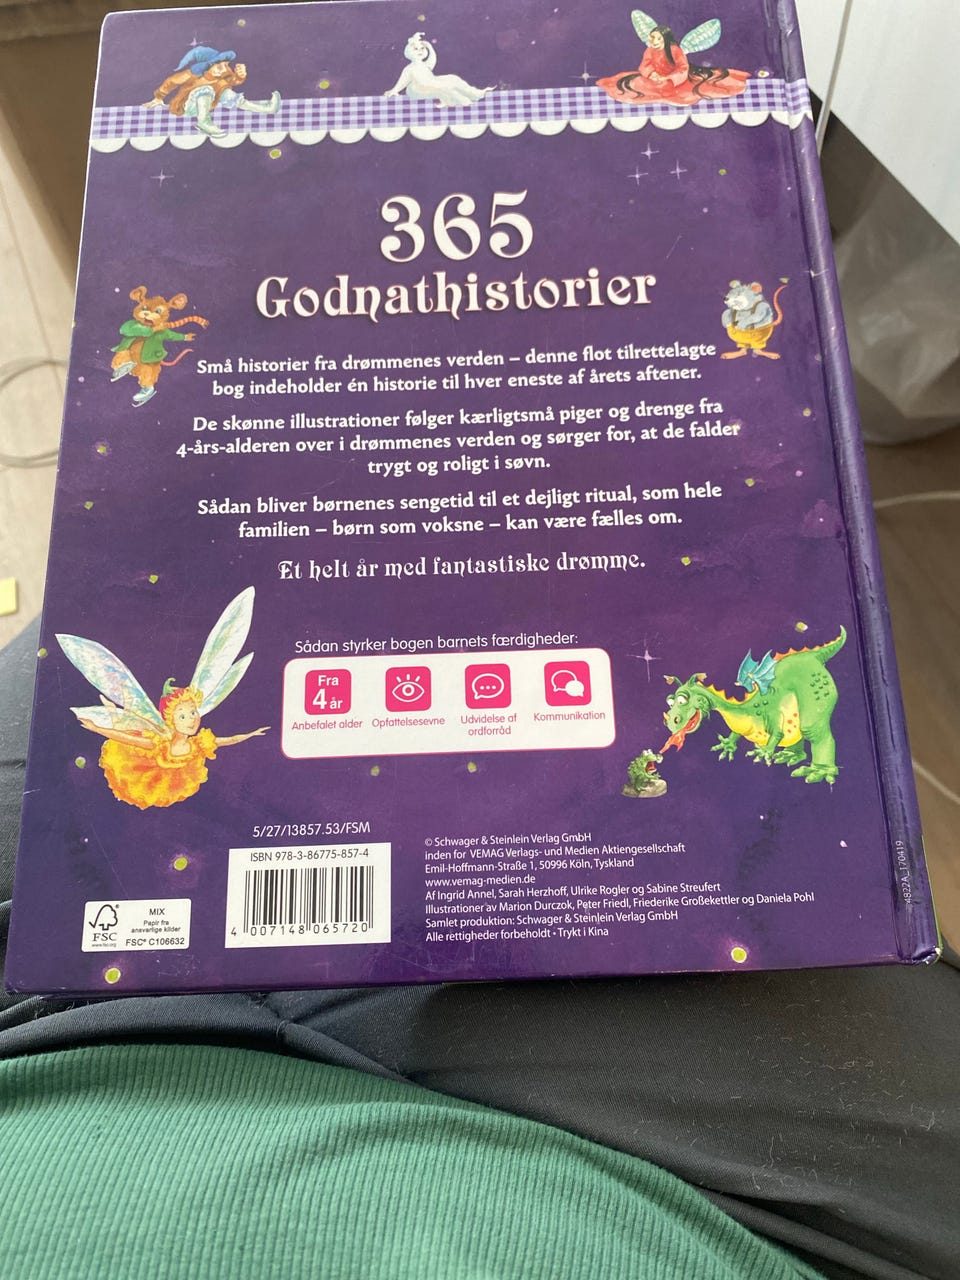 365
Godnathistorier
Små historier fra drømmenes verden – denne flot tilrettelagte
bog indeholder én historie til hver eneste af årets aftener.
De skønne illustrationer følger kærligtsmå piger og drenge fra
4-års-alderen over i drømmenes verden og sørger for, at de falder
trygt og roligt i søvn.
Sådan bliver børnenes sengetid til et dejligt ritual, som hele
familien – børn som voksne – kan være fælles om.
Et helt år med fantastiske drømme.
Sådan styrker bogen barnets færdigheder:
Fra
4 år
Anbefalet alder
Opfattelsesevne
Udvidelse af
ordforråd
Kommunikation
5/27/13857.53/FSM
ISBN 978-3-86775-857-4
4 007148 065720
FSC
www.fsc.org
MIX
Papir fra
ansvarlige kilder
FSC® C106632
© Schwager & Steinlein Verlag GmbH
inden for VEMAG Verlags- und Medien Aktiengesellschaft
Emil-Hoffmann-Straße 1, 50996 Köln, Tyskland
www.vemag-medien.de
Af Ingrid Annel, Sarah Herzhoff, Ulrike Rogler og Sabine Streufert
Illustrationer av Marion Durczok, Peter Friedl, Friederike Großekettler og Daniela Pohl
Samlet produktion: Schwager & Steinlein Verlag GmbH
Alle rettigheder forbeholdt • Trykt i Kina
4822A_170419